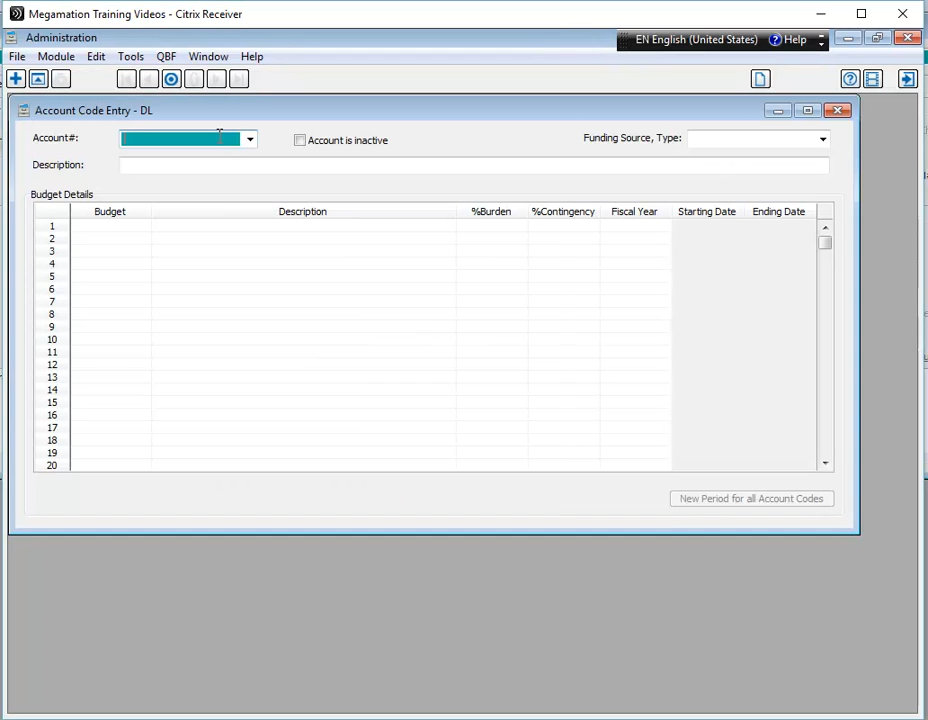 Megamation Training Videos - Citrix Receiver
Administration
EN English (United States) Help
File Module Edit Tools QBF Window Help
Account Code Entry - DL
Account#: Account is inactive Funding Source, Type:
Description:
Budget Details
Budget Description %Burden %Contingency Fiscal Year Starting Date Ending Date
1
2
3
4
5
6
7
8
9
10
11
12
13
14
15
16
17
18
19
20
New Period for all Account Codes